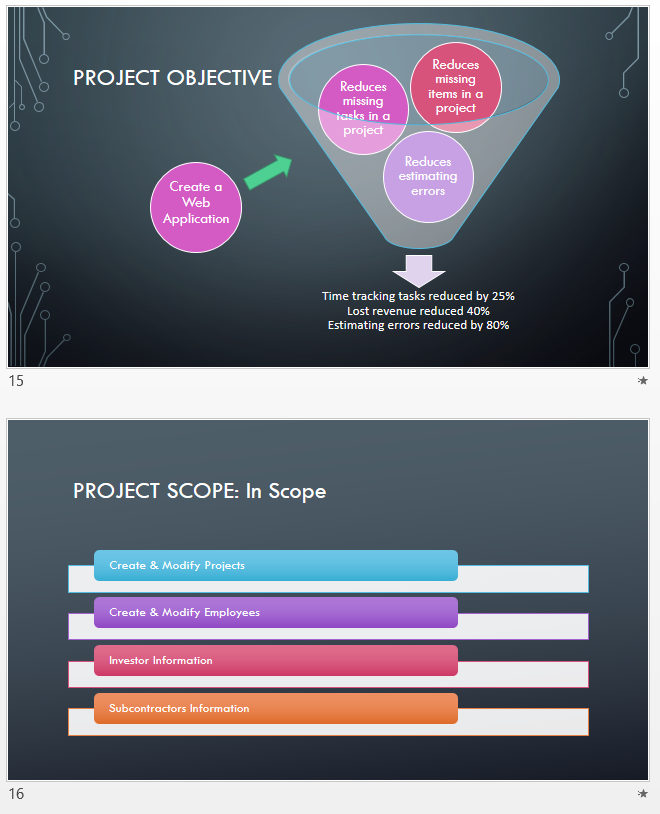 PROJECT OBJECTIVE
Reduces
missing
tasks in a
project
Reduces
missing
items in a
project
Reduces
estimating
errors
Create a
Web
Application
Time tracking tasks reduced by 25%
Lost revenue reduced 40%
Estimating errors reduced by 80%
15
PROJECT SCOPE: In Scope
Create & Modify Projects
Create & Modify Employees
Investor Information
Subcontractors Information
16